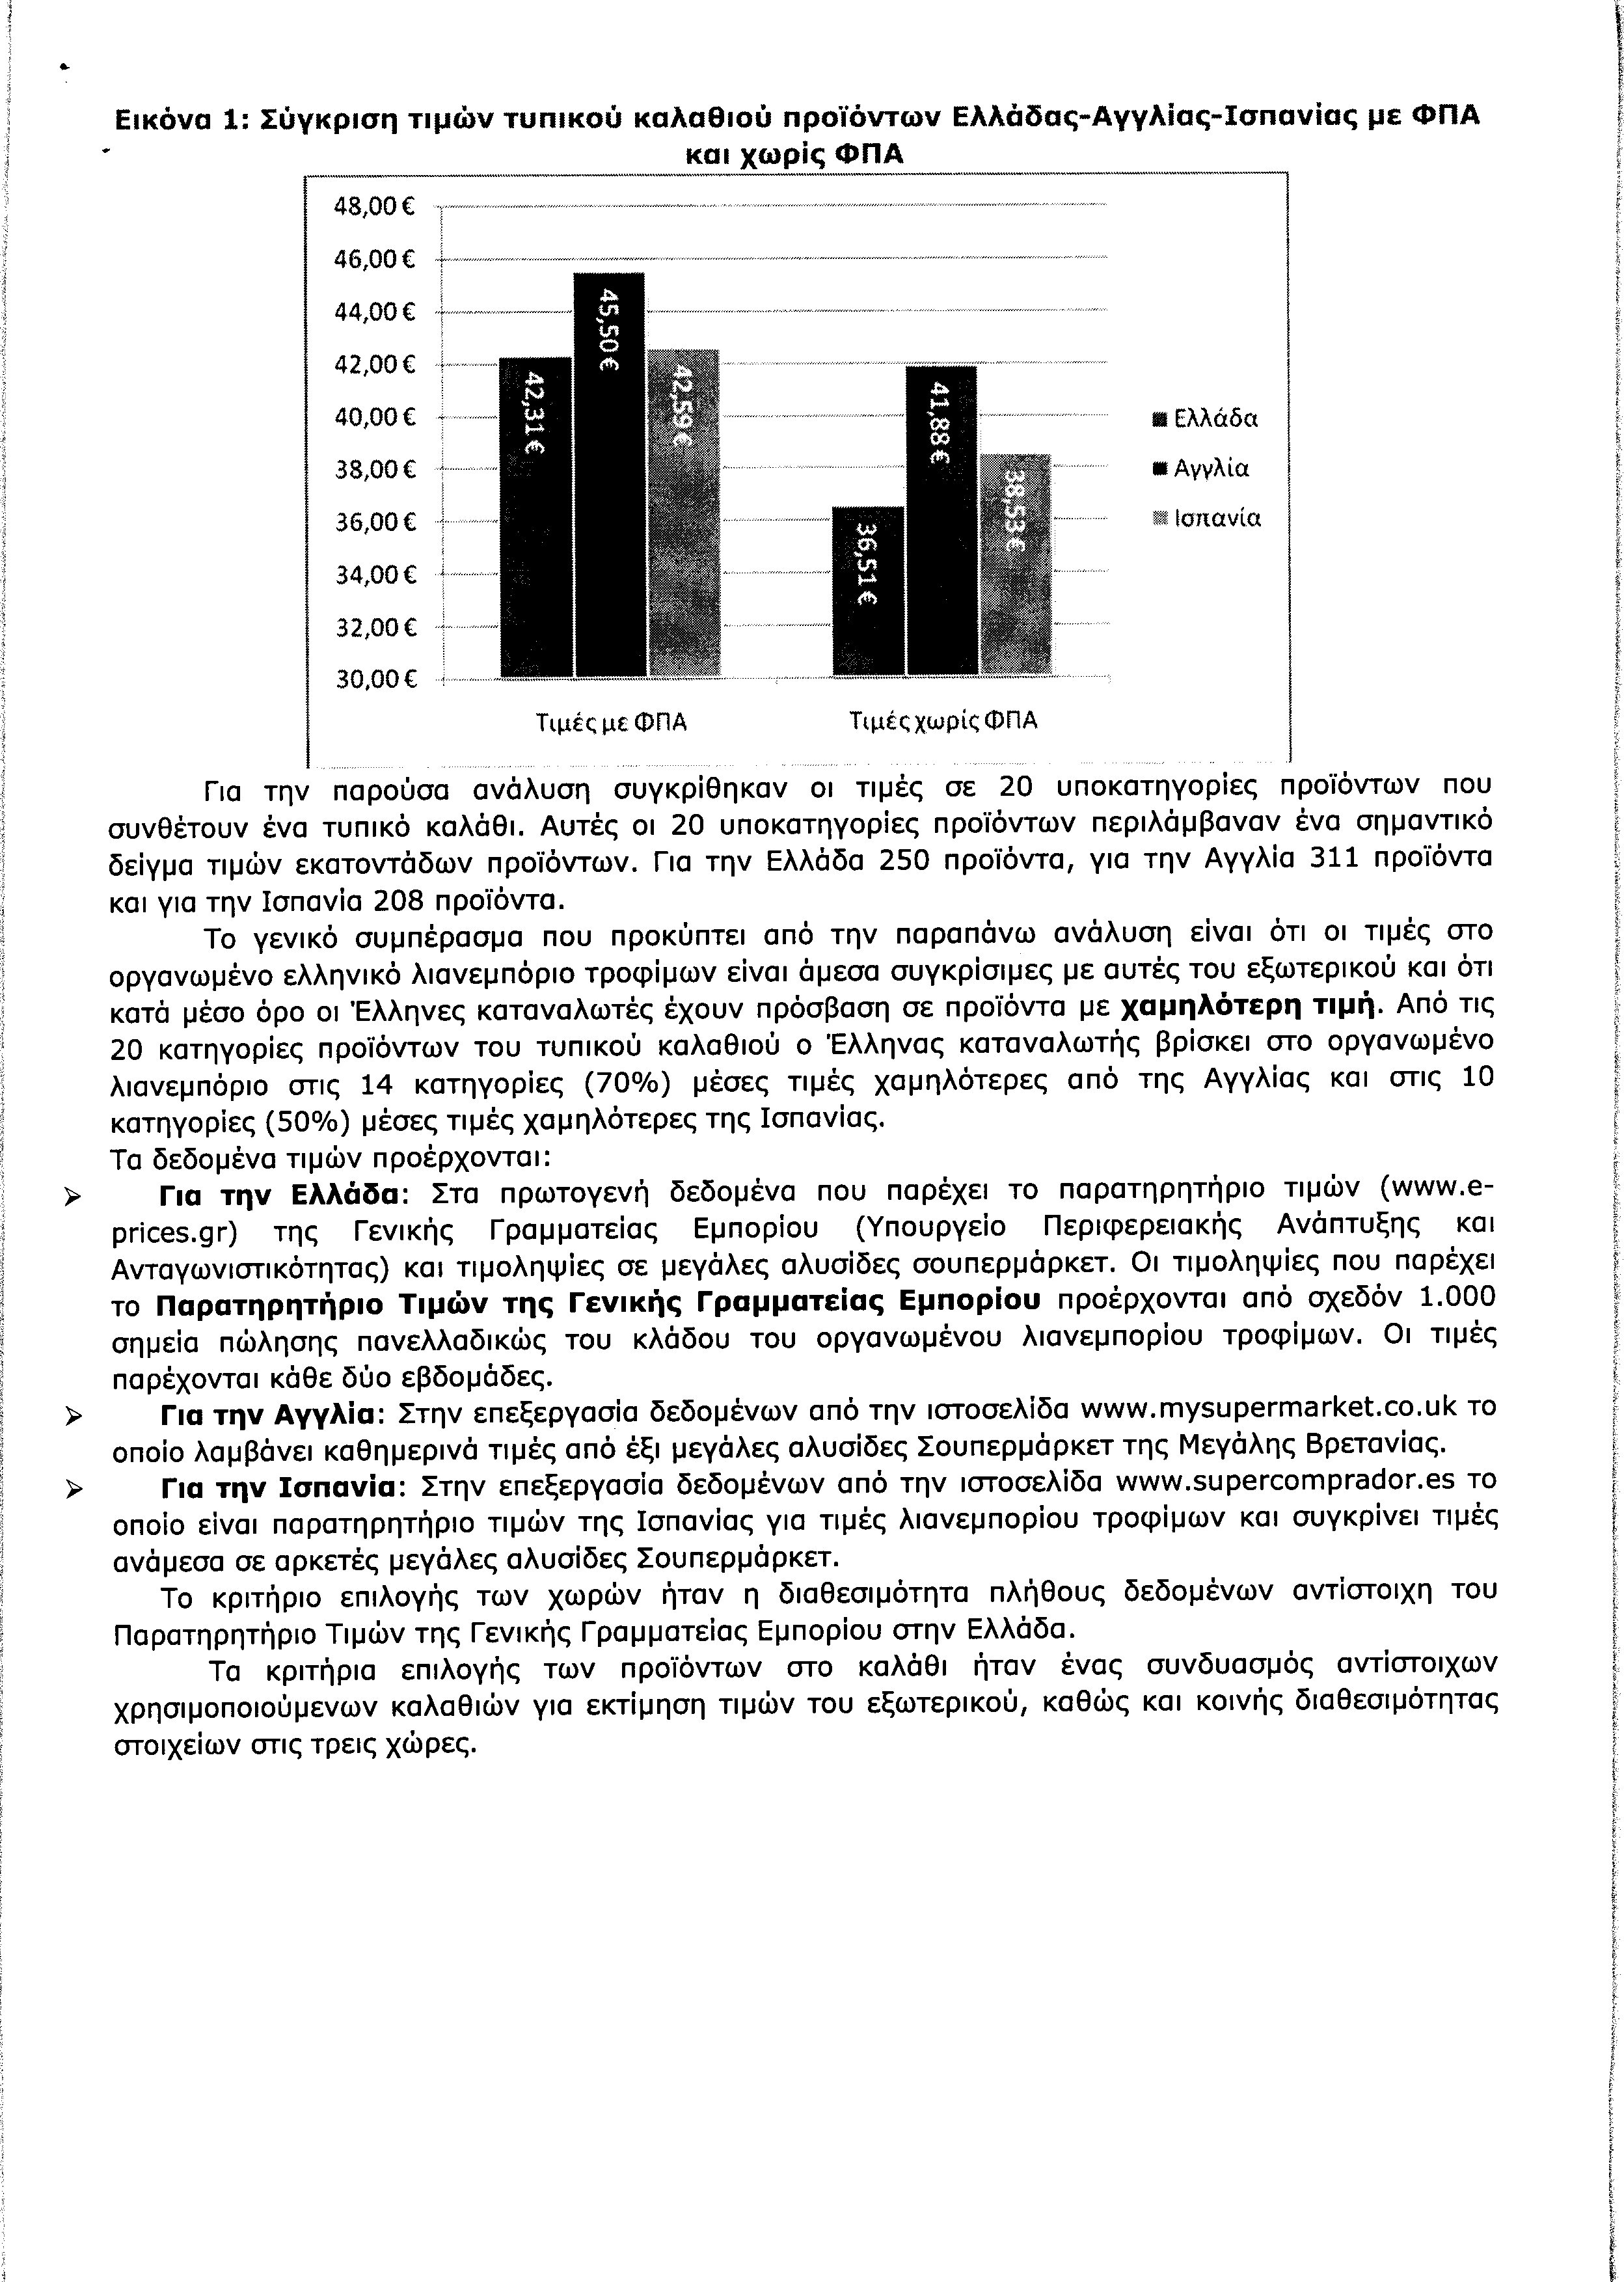 Εικόνα 1: Σύγκριση τιμών τυπικού καλαθιού προϊόντων Ελλάδας-Αγγλίας-Ισπανίας με ΦΠΑ
και χωρίς ΦΠΑ
48,00 €
46,00 €
44,00 €
42,00 €
40,00 €
38,00 €
36,00 €
34,00 €
32,00 €
30,00 €
42,31 €
45,50 €
42,59 €
36,51 €
41,88 €
38,53 €
Τιμές με ΦΠΑ
Τιμές χωρίς ΦΠΑ
Ελλάδα
Αγγλία
Ισπανία
Για την παρούσα ανάλυση συγκρίθηκαν οι τιμές σε 20 υποκατηγορίες προϊόντων που
συνθέτουν ένα τυπικό καλάθι. Αυτές οι 20 υποκατηγορίες προϊόντων περιλάμβαναν ένα σημαντικό
δείγμα τιμών εκατοντάδων προϊόντων. Για την Ελλάδα 250 προϊόντα, για την Αγγλία 311 προϊόντα
και για την Ισπανία 208 προϊόντα.
Το γενικό συμπέρασμα που προκύπτει από την παραπάνω ανάλυση είναι ότι οι τιμές στο
οργανωμένο ελληνικό λιανεμπόριο τροφίμων είναι άμεσα συγκρίσιμες με αυτές του εξωτερικού και ότι
κατά μέσο όρο οι Έλληνες καταναλωτές έχουν πρόσβαση σε προϊόντα με χαμηλότερη τιμή. Από τις
20 κατηγορίες προϊόντων του τυπικού καλαθιού ο Έλληνας καταναλωτής βρίσκει στο οργανωμένο
λιανεμπόριο στις 14 κατηγορίες (70%) μέσες τιμές χαμηλότερες από της Αγγλίας και στις 10
κατηγορίες (50%) μέσες τιμές χαμηλότερες της Ισπανίας.
Τα δεδομένα τιμών προέρχονται:
➢ Για την Ελλάδα: Στα πρωτογενή δεδομένα που παρέχει το παρατηρητήριο τιμών (www.e-
prices.gr) της Γενικής Γραμματείας Εμπορίου (Υπουργείο Περιφερειακής Ανάπτυξης και
Ανταγωνιστικότητας) και τιμοληψίες σε μεγάλες αλυσίδες σουπερμάρκετ. Οι τιμοληψίες που παρέχει
το Παρατηρητήριο Τιμών της Γενικής Γραμματείας Εμπορίου προέρχονται από σχεδόν 1.000
σημεία πώλησης πανελλαδικώς του κλάδου του οργανωμένου λιανεμπορίου τροφίμων. Οι τιμές
παρέχονται κάθε δύο εβδομάδες.
➢ Για την Αγγλία: Στην επεξεργασία δεδομένων από την ιστοσελίδα www.mysupermarket.co.uk το
οποίο λαμβάνει καθημερινά τιμές από έξι μεγάλες αλυσίδες Σουπερμάρκετ της Μεγάλης Βρετανίας.
➢ Για την Ισπανία: Στην επεξεργασία δεδομένων από την ιστοσελίδα www.supercomprador.es το
οποίο είναι παρατηρητήριο τιμών της Ισπανίας για τιμές λιανεμπορίου τροφίμων και συγκρίνει τιμές
ανάμεσα σε αρκετές μεγάλες αλυσίδες Σουπερμάρκετ.
Το κριτήριο επιλογής των χωρών ήταν η διαθεσιμότητα πλήθους δεδομένων αντίστοιχη του
Παρατηρητήριο Τιμών της Γενικής Γραμματείας Εμπορίου στην Ελλάδα.
Τα κριτήρια επιλογής των προϊόντων στο καλάθι ήταν ένας συνδυασμός αντίστοιχων
χρησιμοποιούμενων καλαθιών για εκτίμηση τιμών του εξωτερικού, καθώς και κοινής διαθεσιμότητας
στοιχείων στις τρεις χώρες.